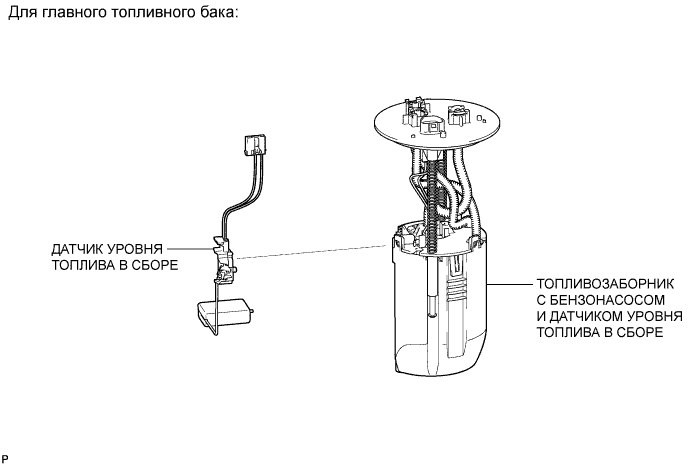 Для главного топливного бака:
ДАТЧИК УРОВНЯ
ТОПЛИВА В СБОРЕ
ТОПЛИВОЗАБОРНИК
С БЕНЗОНАСОСОМ
И ДАТЧИКОМ УРОВНЯ
ТОПЛИВА В СБОРЕ
P